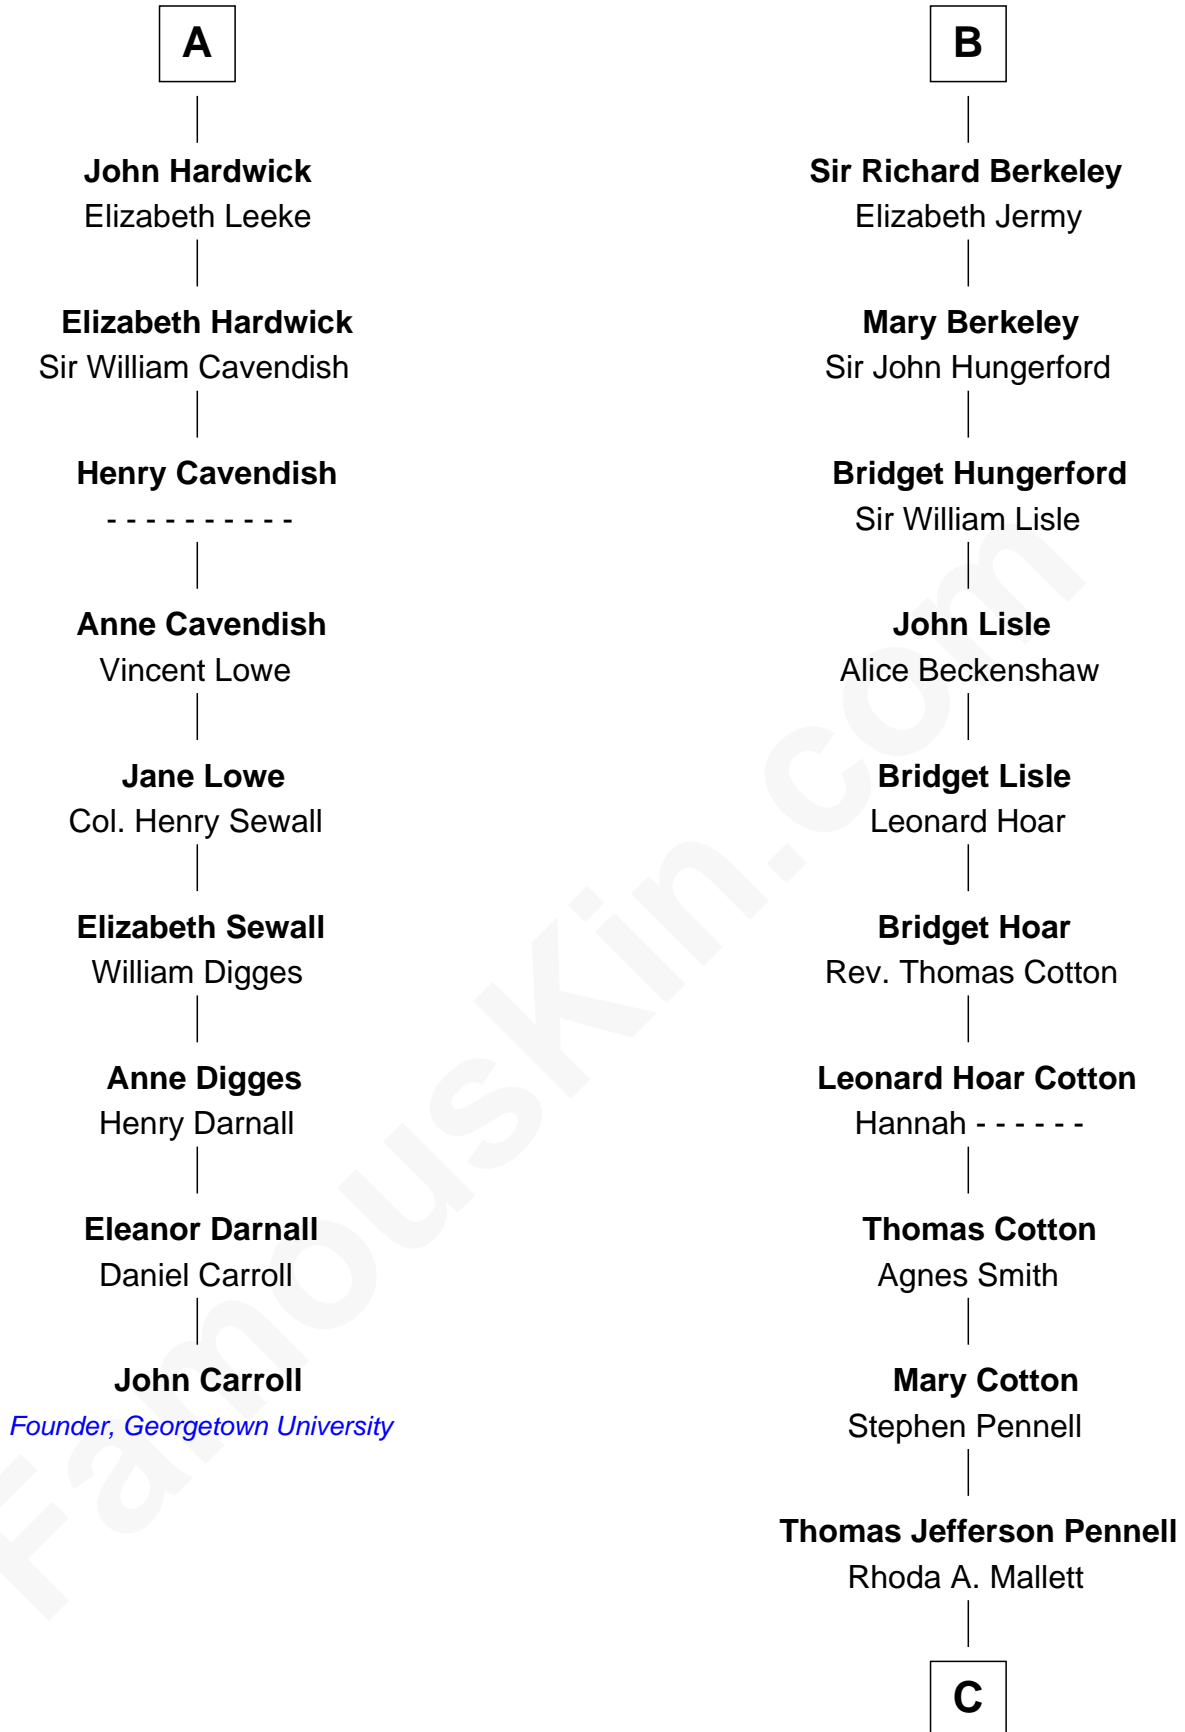 A
John Hardwick
Elizabeth Leeke
Elizabeth Hardwick
Sir William Cavendish
Henry Cavendish
- - - - - - - - - -
Anne Cavendish
Vincent Lowe
Jane Lowe
Col. Henry Sewall
Elizabeth Sewall
William Digges
Anne Digges
Henry Darnall
Eleanor Darnall
Daniel Carroll
John Carroll
Founder, Georgetown University
B
Sir Richard Berkeley
Elizabeth Jermy
Mary Berkeley
Sir John Hungerford
Bridget Hungerford
Sir William Lisle
John Lisle
Alice Beckenshaw
Bridget Lisle
Leonard Hoar
Bridget Hoar
Rev. Thomas Cotton
Leonard Hoar Cotton
Hannah - - - - - -
Thomas Cotton
Agnes Smith
Mary Cotton
Stephen Pennell
Thomas Jefferson Pennell
Rhoda A. Mallett
C
FamousKin.com